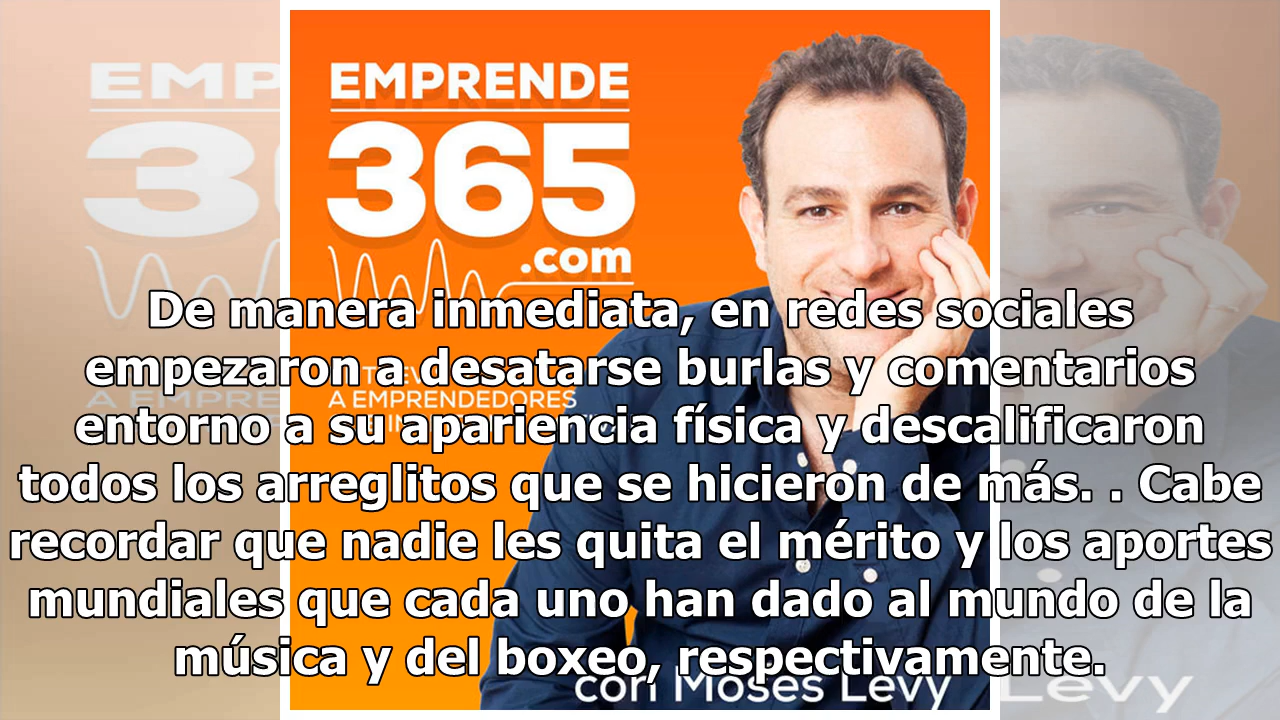 EMPRENDE
365
.com
De manera inmediata, en redes sociales
empezaron a desatarse burlas y comentarios
A EMPRENDEDORES
entorno a su apariencia física y descalificaron
todos los arreglitos que se hicieron de más. . Cabe
recordar que nadie les quita el mérito y los aportes
mundiales que cada uno han dado al mundo de la
música y del boxeo, respectivamente.
con Moses Levy
Levy